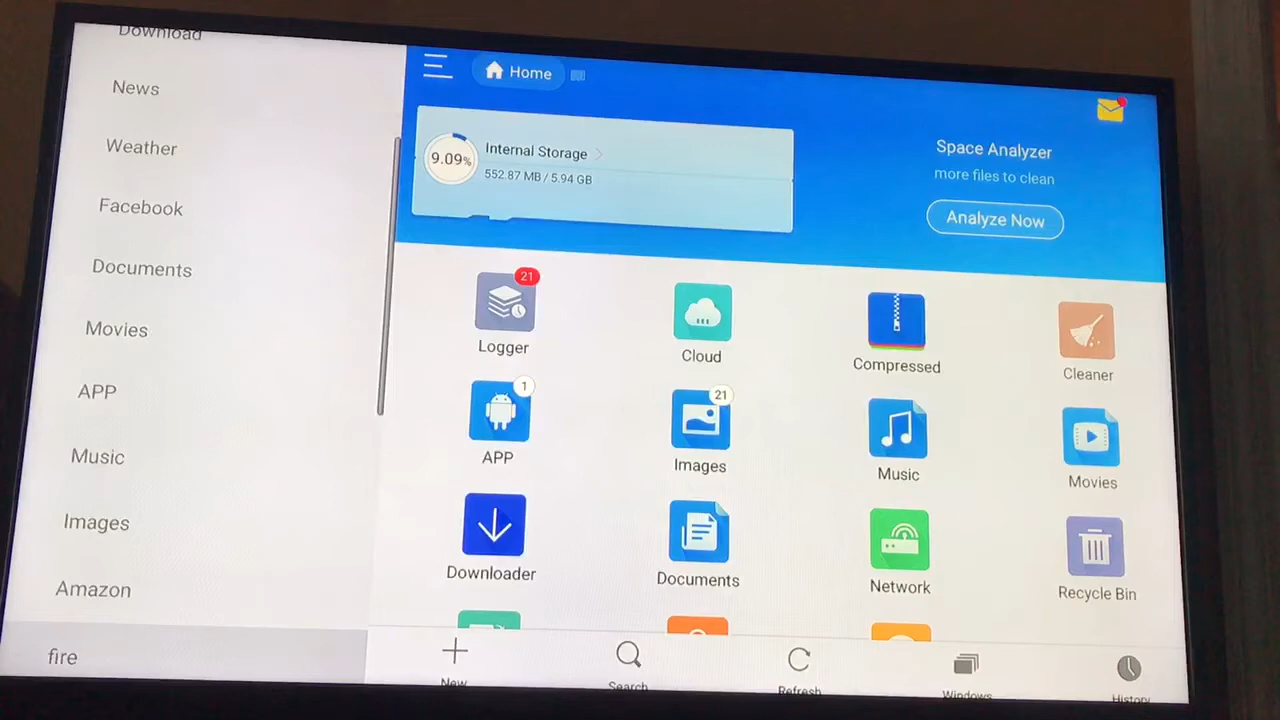 Download
News
Weather
Facebook
Documents
Movies
APP
Music
Images
Amazon
fire
Home
9.09%
Internal Storage
552.87 MB / 5.94 GB
Space Analyzer
more files to clean
Analyze Now
21
Logger
Cloud
Compressed
Cleaner
1
APP
21
Images
Music
Movies
Downloader
Documents
Network
Recycle Bin
New
Search
Refresh
Windows
History